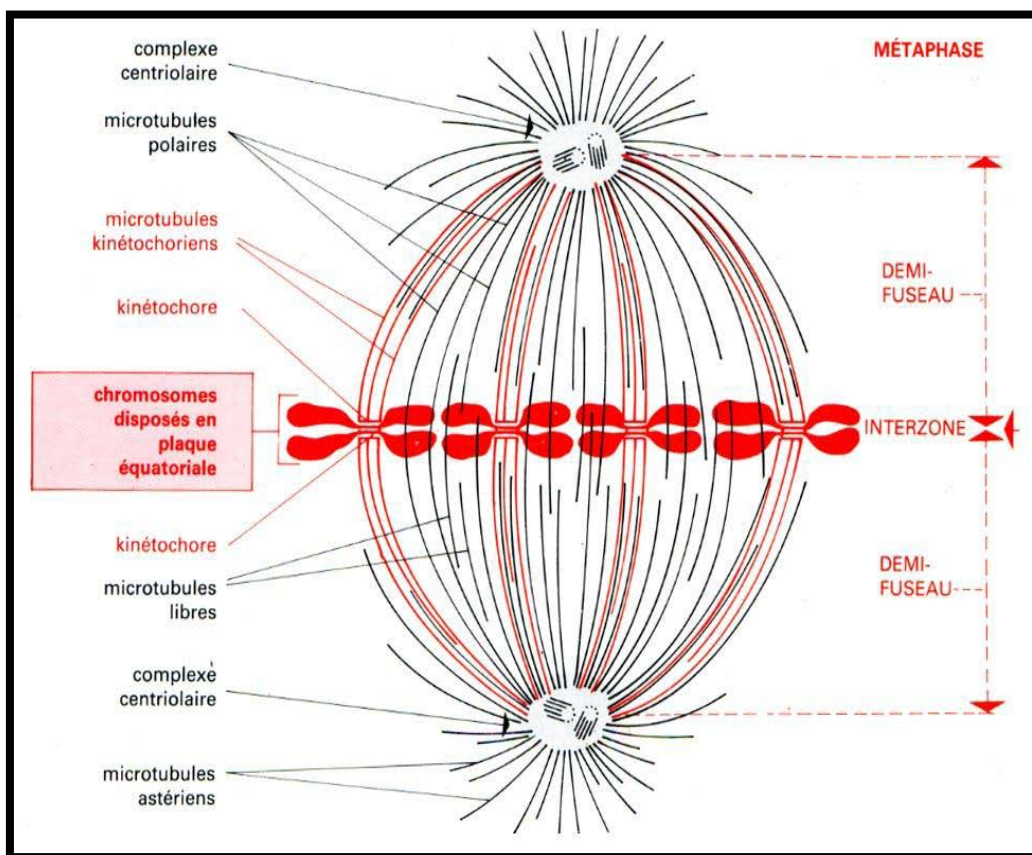 complexe
centriolaire
MÉTAPHASE
microtubules
polaires
microtubules
kinétochoriens
DEMI-
FUSEAU
kinétochore
chromosomes
disposés en
plaque
équatoriale
INTERZONE
kinétochore
microtubules
libres
DEMI-
FUSEAU
complexe
centriolaire
microtubules
astériens